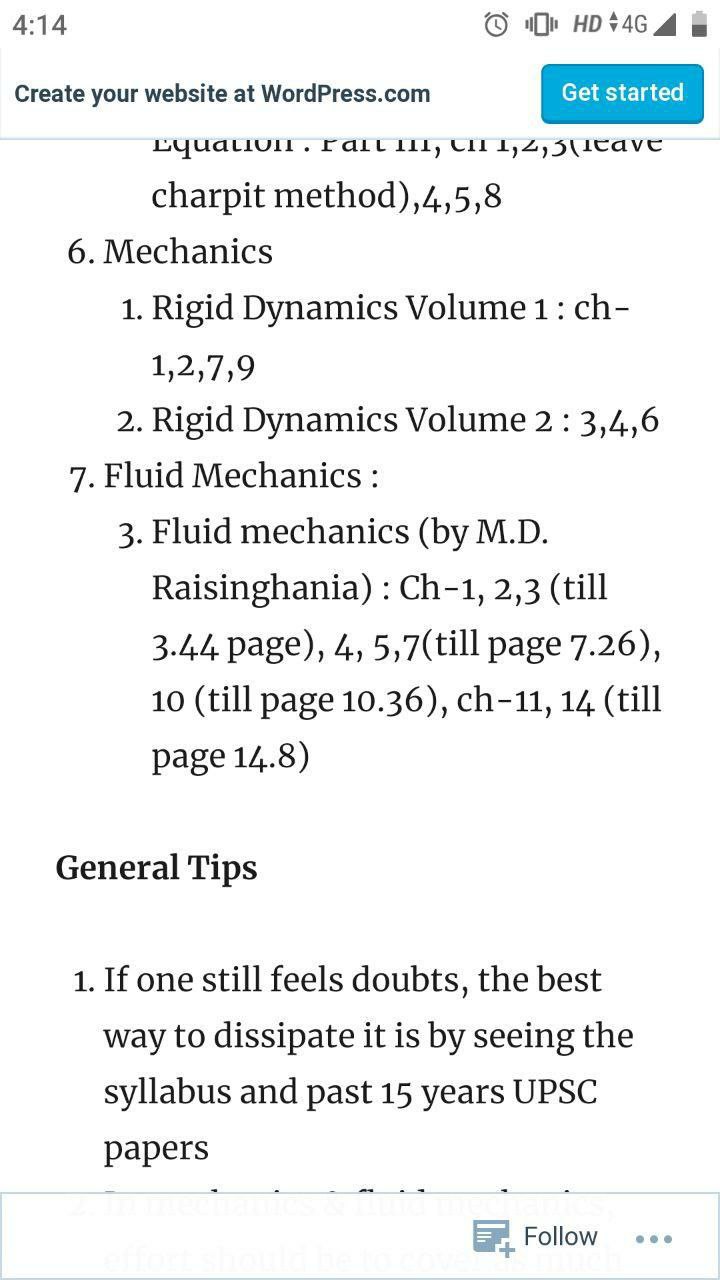 4:14 HD 4G
Create your website at WordPress.com Get started
Equation : Part III, ch 1,2,3(leave
charpit method),4,5,8
6. Mechanics
1. Rigid Dynamics Volume 1 : ch-
1,2,7,9
2. Rigid Dynamics Volume 2 : 3,4,6
7. Fluid Mechanics :
3. Fluid mechanics (by M.D.
Raisinghania) : Ch-1, 2,3 (till
3.44 page), 4, 5,7(till page 7.26),
10 (till page 10.36), ch-11, 14 (till
page 14.8)
General Tips
1. If one still feels doubts, the best
way to dissipate it is by seeing the
syllabus and past 15 years UPSC
papers
2. In mechanics & fluid mechanics,
effort should be to cover as much
Follow